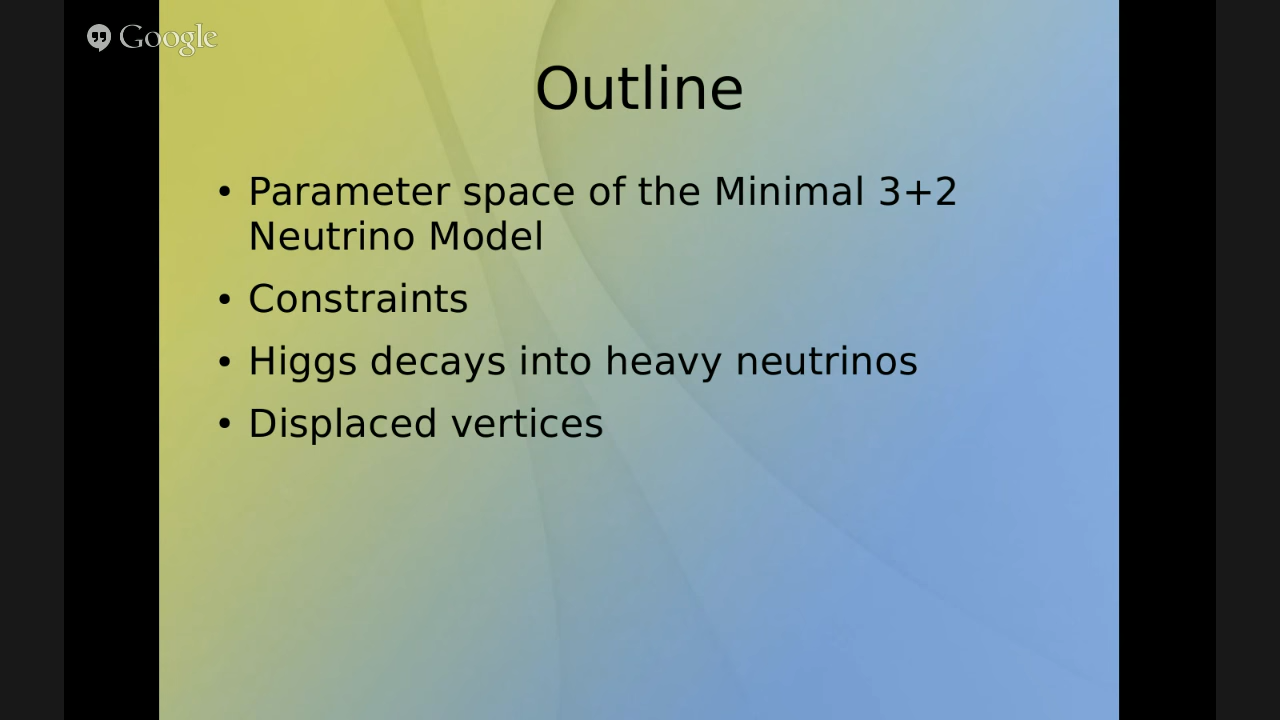 Google
Outline
• Parameter space of the Minimal 3+2
Neutrino Model
• Constraints
• Higgs decays into heavy neutrinos
• Displaced vertices